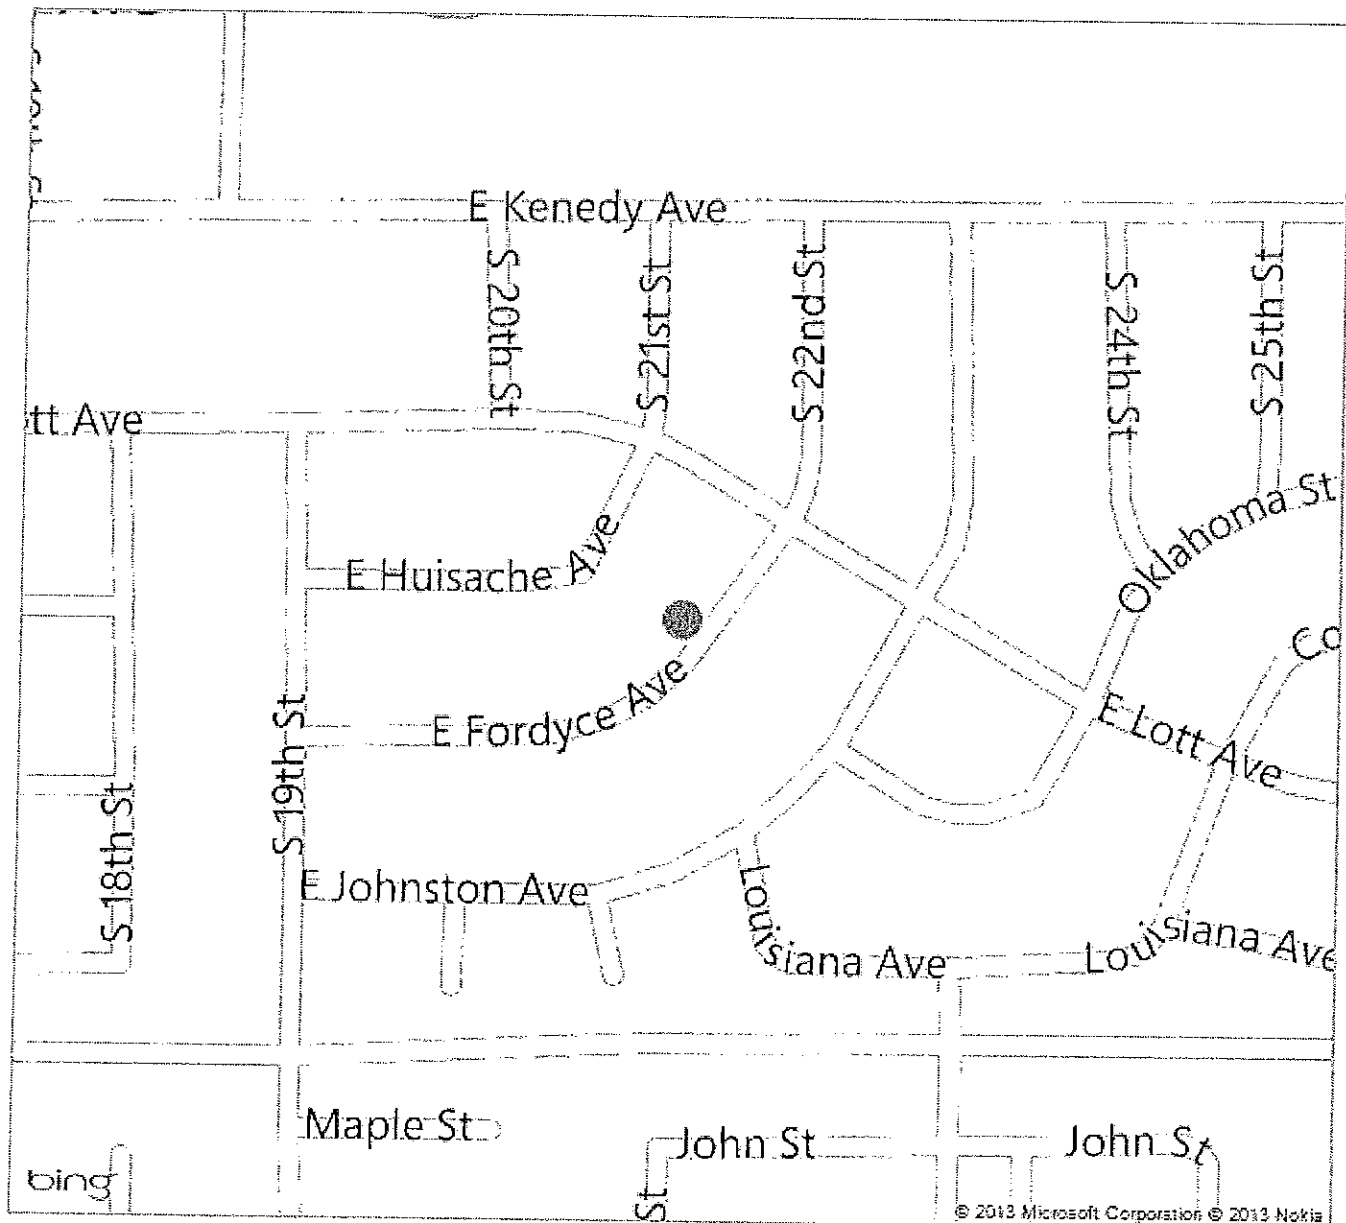 E Kenedy Ave
S 20th St
S 21st St
S 22nd St
S 24th St
S 25th St
tt Ave
Oklahoma St
E Huisache Ave
Co
E Fordyce Ave
E Lott Ave
S 19th St
S 18th St
E Johnston Ave
Louisiana Ave
Louisiana Ave
Maple St
John St
John St
bing
St
© 2013 Microsoft Corporation © 2013 Nokia